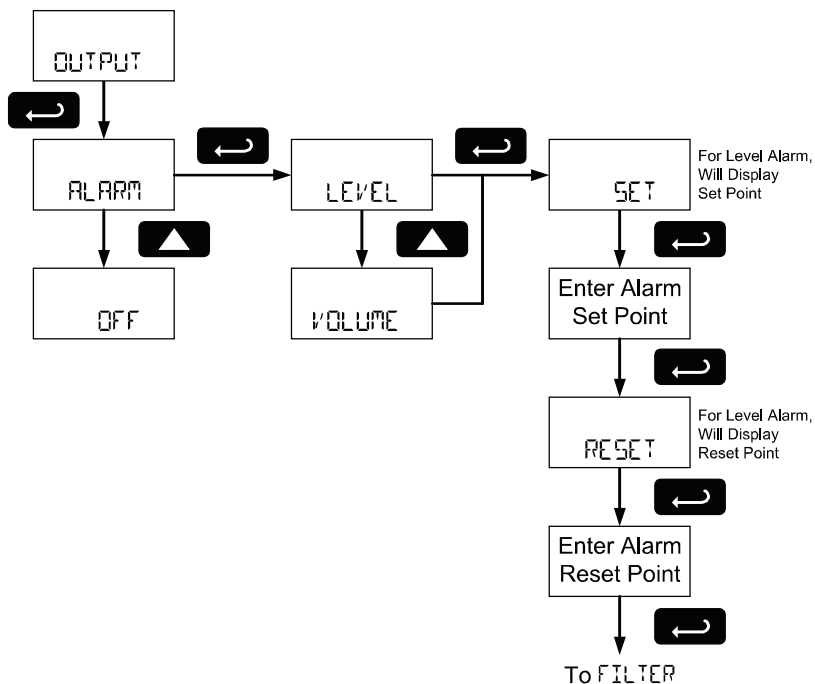 OUTPUT
ALARM
OFF
LEVEL
VOLUME
SET
For Level Alarm,
Will Display
Set Point
Enter Alarm
Set Point
RESET
For Level Alarm,
Will Display
Reset Point
Enter Alarm
Reset Point
To FILTER